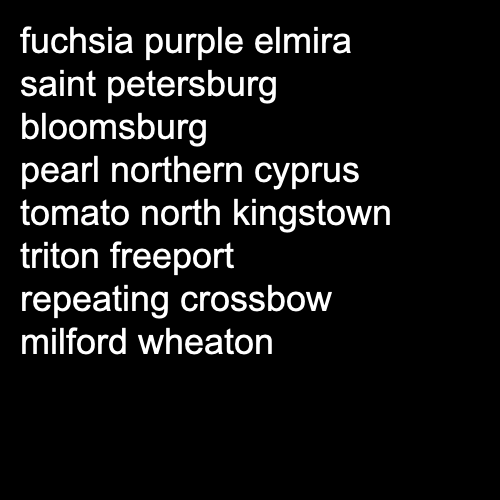 fuchsia purple elmira
saint petersburg
bloomsburg
pearl northern cyprus
tomato north kingstown
triton freeport
repeating crossbow
milford wheaton